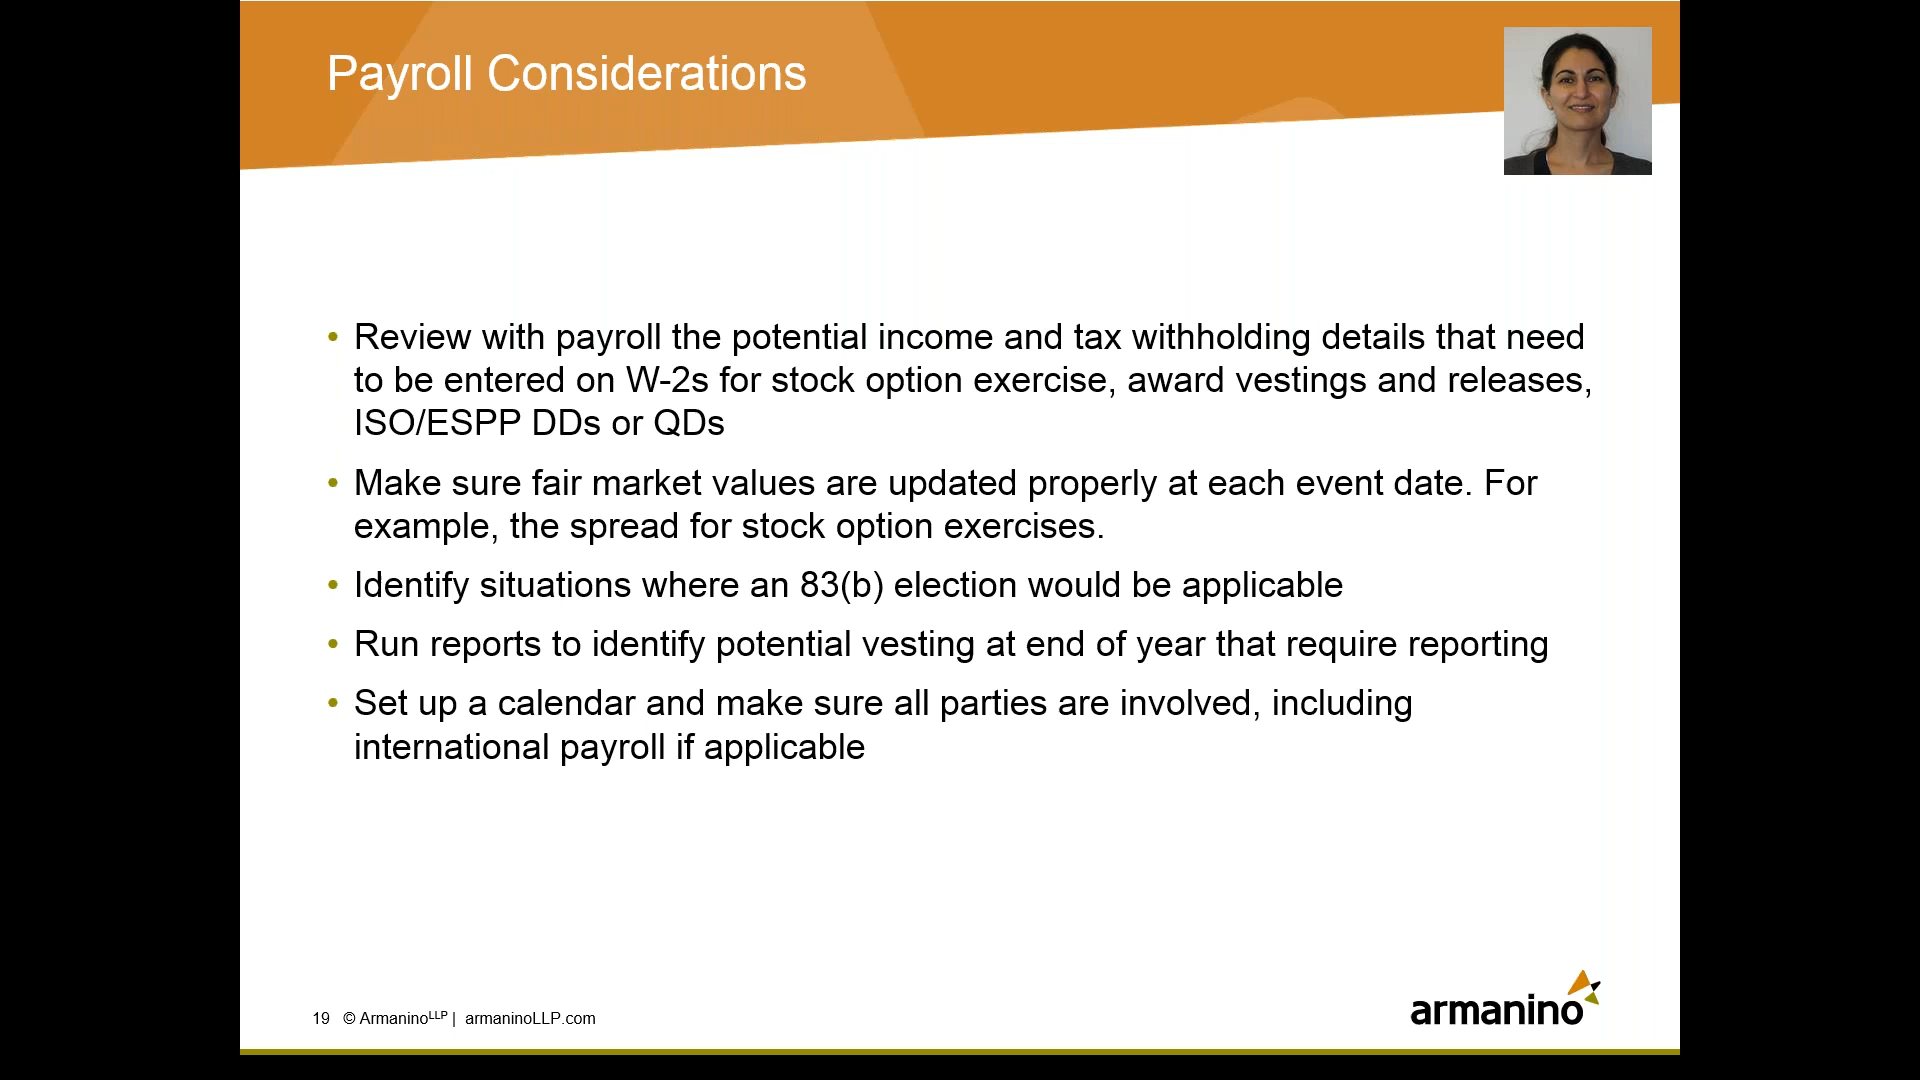 Payroll Considerations
• Review with payroll the potential income and tax withholding details that need
to be entered on W-2s for stock option exercise, award vestings and releases,
ISO/ESPP DDs or QDs
• Make sure fair market values are updated properly at each event date. For
example, the spread for stock option exercises.
• Identify situations where an 83(b) election would be applicable
• Run reports to identify potential vesting at end of year that require reporting
• Set up a calendar and make sure all parties are involved, including
international payroll if applicable
19 © ArmaninoLLP | armaninoLLP.com
armanino